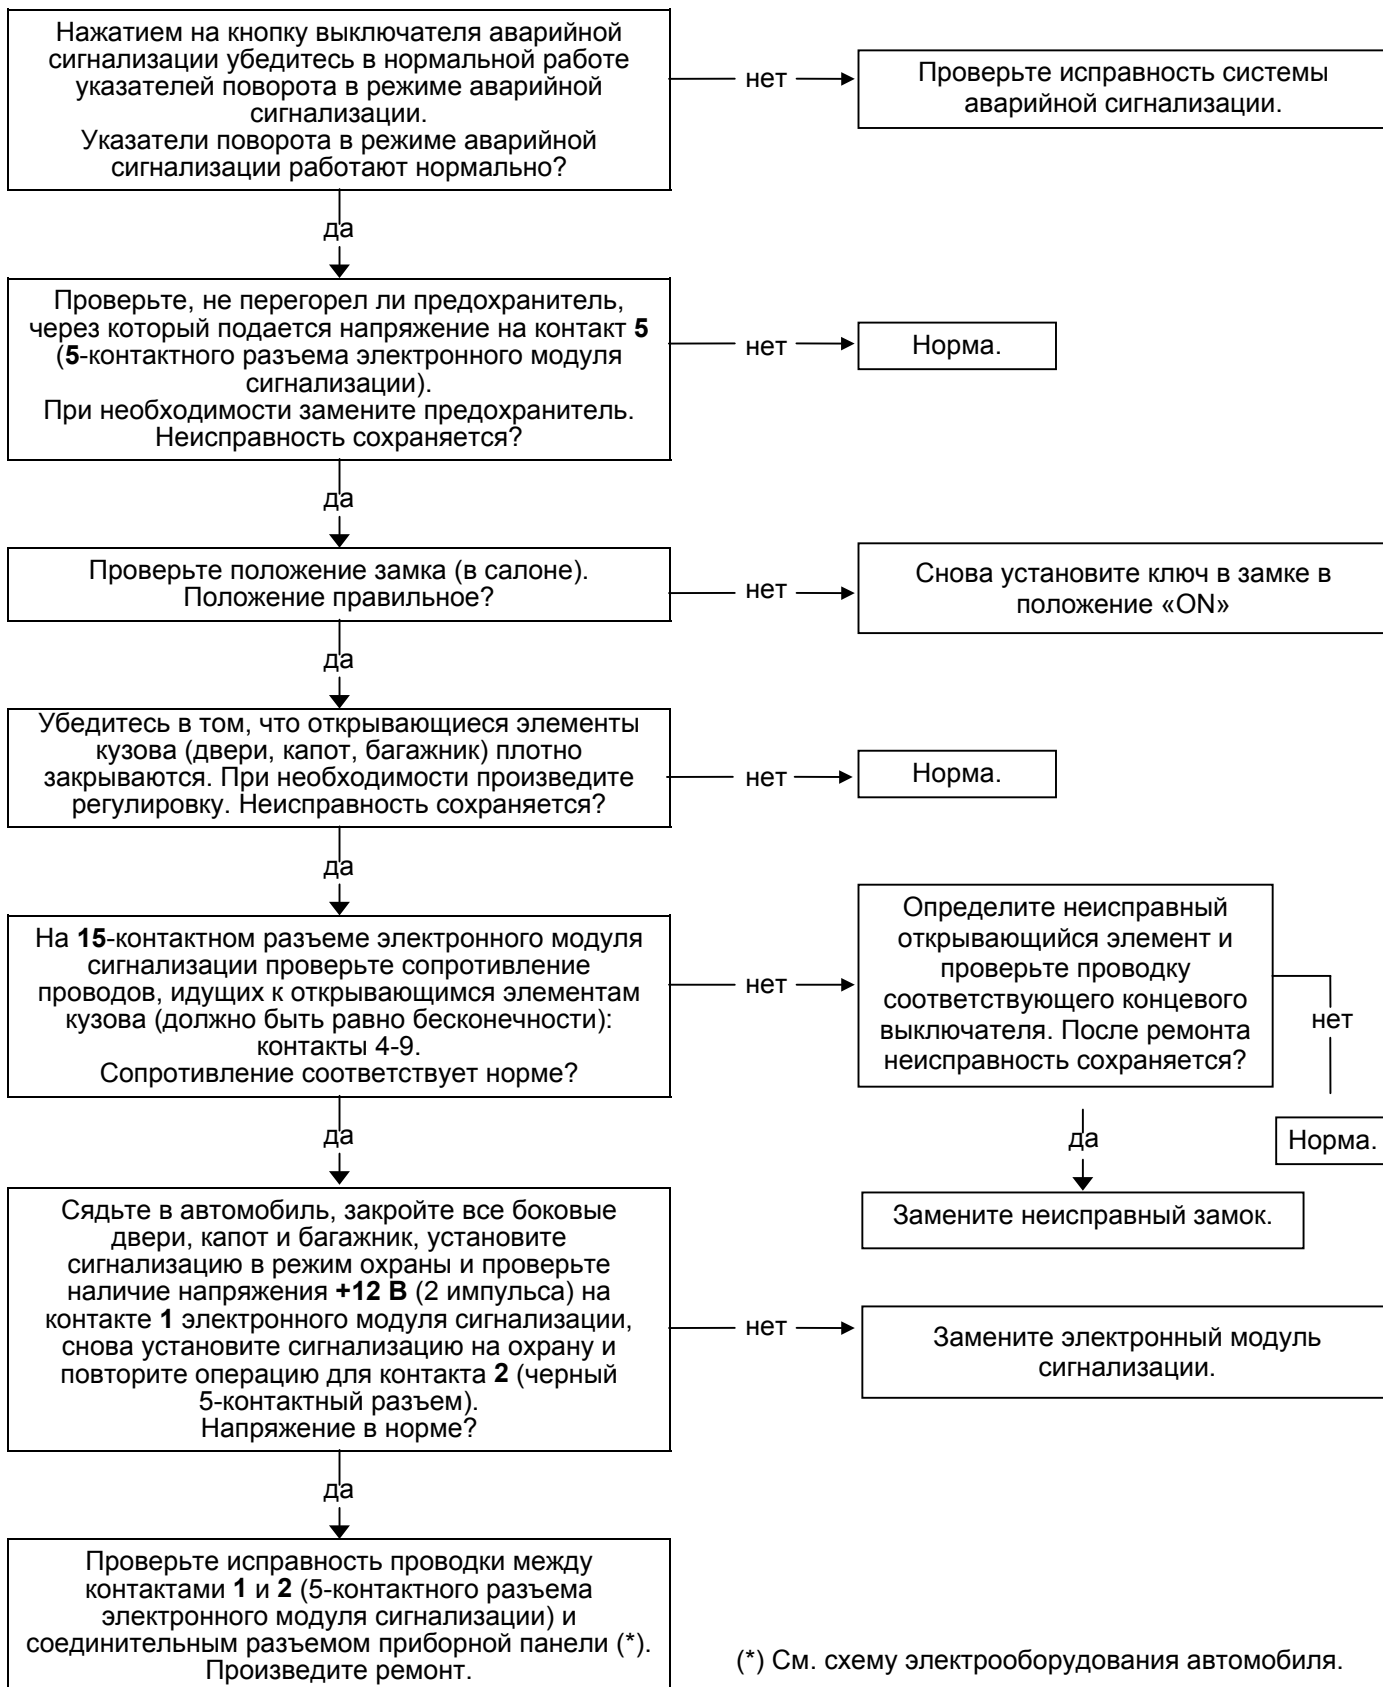 Нажатием на кнопку выключателя аварийной
сигнализации убедитесь в нормальной работе
указателей поворота в режиме аварийной
сигнализации.
Указатели поворота в режиме аварийной
сигнализации работают нормально?
нет
Проверьте исправность системы
аварийной сигнализации.
да
Проверьте, не перегорел ли предохранитель,
через который подается напряжение на контакт 5
(5-контактного разъема электронного модуля
сигнализации).
При необходимости замените предохранитель.
Неисправность сохраняется?
нет
Норма.
да
Проверьте положение замка (в салоне).
Положение правильное?
нет
Снова установите ключ в замке в
положение «ON»
да
Убедитесь в том, что открывающиеся элементы
кузова (двери, капот, багажник) плотно
закрываются. При необходимости произведите
регулировку. Неисправность сохраняется?
нет
Норма.
да
На 15-контактном разъеме электронного модуля
сигнализации проверьте сопротивление
проводов, идущих к открывающимся элементам
кузова (должно быть равно бесконечности):
контакты 4-9.
Сопротивление соответствует норме?
нет
Определите неисправный
открывающийся элемент и
проверьте проводку
соответствующего концевого
выключателя. После ремонта
неисправность сохраняется?
нет
Норма.
да
Замените неисправный замок.
да
Сядьте в автомобиль, закройте все боковые
двери, капот и багажник, установите
сигнализацию в режим охраны и проверьте
наличие напряжения +12 В (2 импульса) на
контакте 1 электронного модуля сигнализации,
снова установите сигнализацию на охрану и
повторите операцию для контакта 2 (черный
5-контактный разъем).
Напряжение в норме?
нет
Замените электронный модуль
сигнализации.
да
Проверьте исправность проводки между
контактами 1 и 2 (5-контактного разъема
электронного модуля сигнализации) и
соединительным разъемом приборной панели (*).
Произведите ремонт.
(*) См. схему электрооборудования автомобиля.